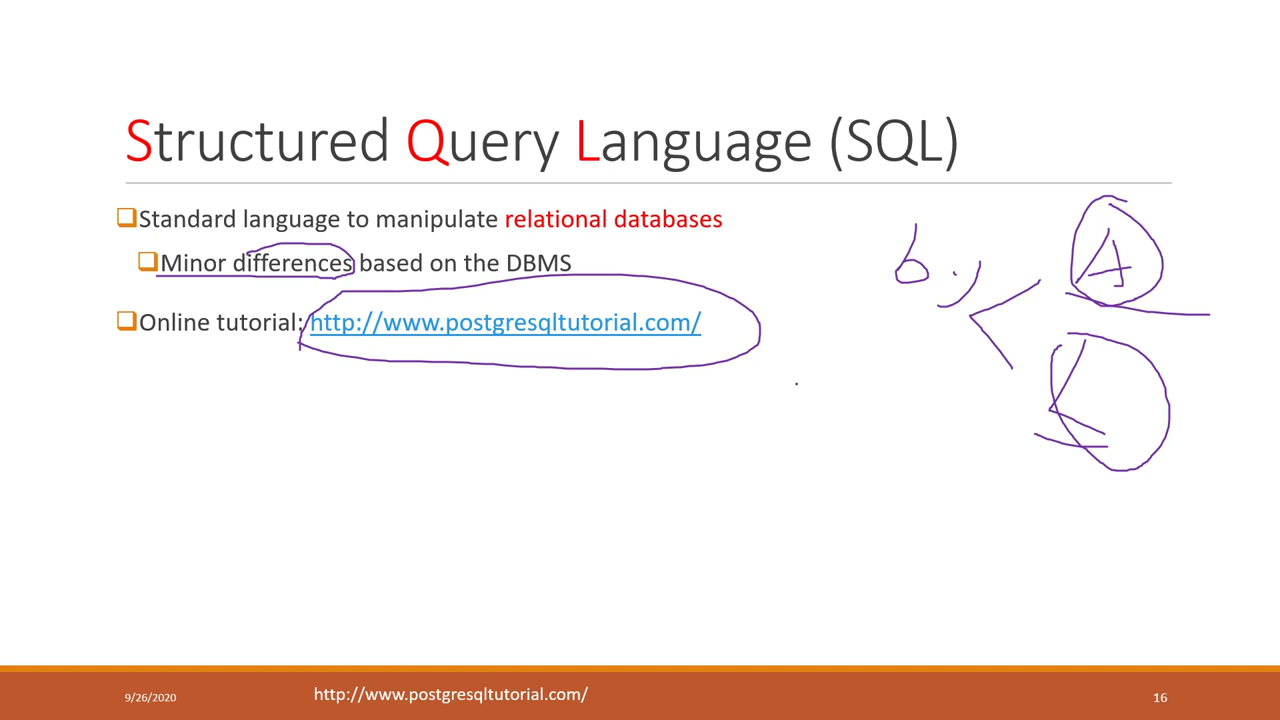 Structured Query Language (SQL)
Standard language to manipulate relational databases
Minor differences based on the DBMS
Online tutorial: http://www.postgresqltutorial.com/
A
9/26/2020
http://www.postgresqltutorial.com/
16